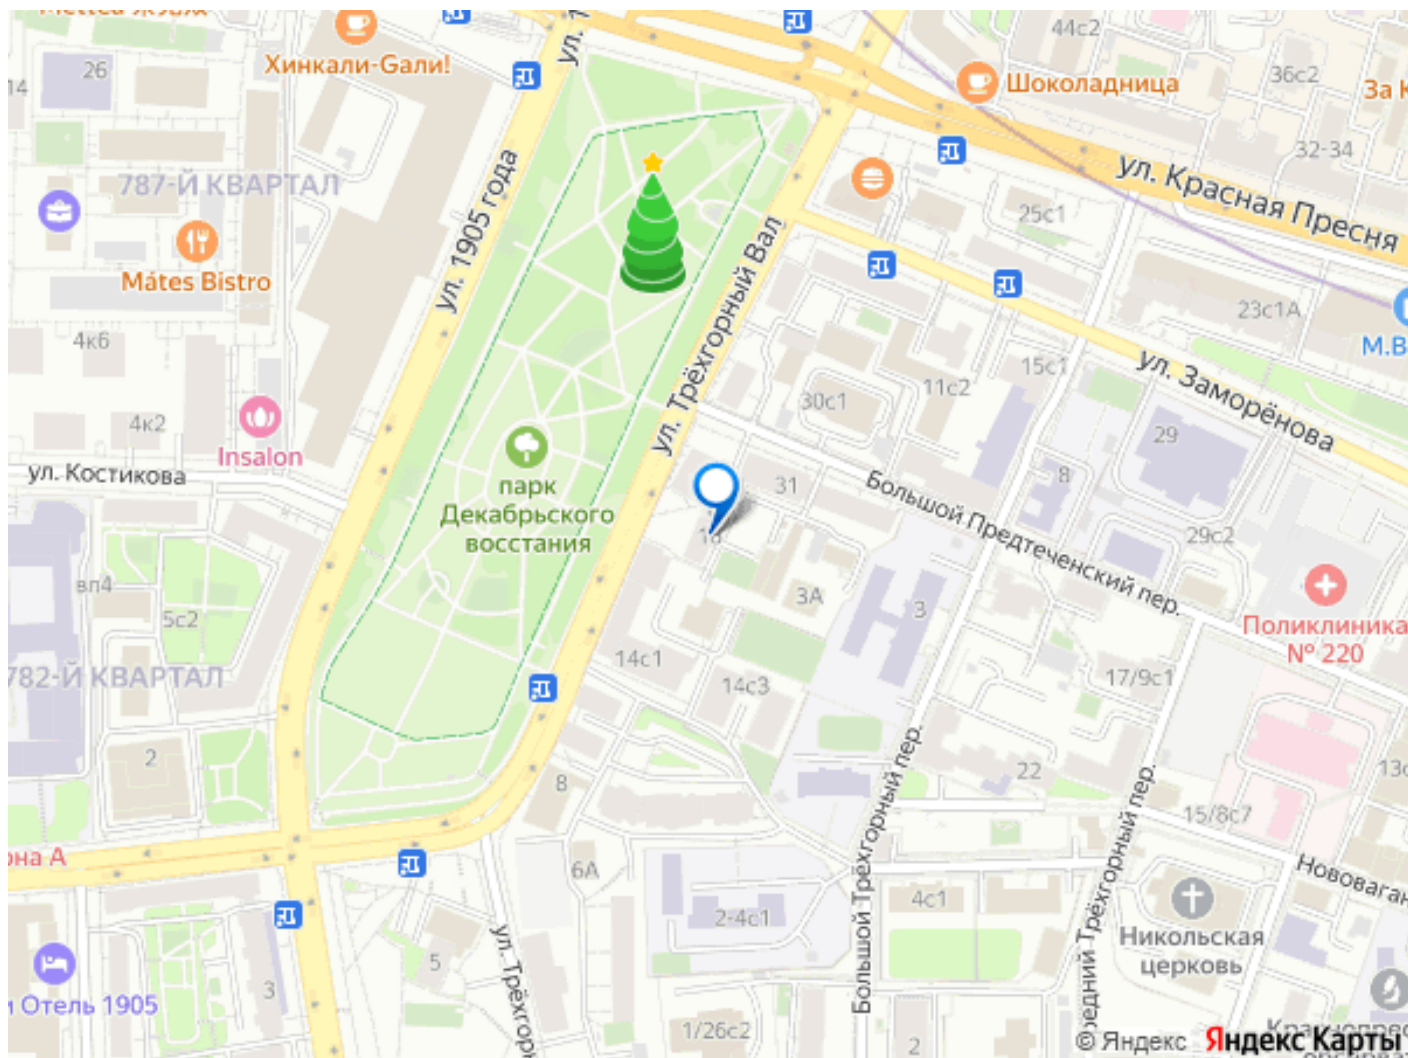 26
14
Хинкали-Gали!
ул. 1905 года
44с2
36с2
Шоколадница
За К
32-34
ул. Красная Пресня
787-Й КВАРТАЛ
25с1
Mátes Bistro
ул. Трёхгорный Вал
23с1А
М.В
4к6
15с1
11с2
ул. Заморёнова
30с1
4к2
Insalon
29
ул. Костикова
8
31
Большой Предтеченский пер.
парк
Декабрьского
восстания
29с2
вл4
5с2
3А
3
Поликлиника
№ 220
14с1
782-Й КВАРТАЛ
14с3
17/9с1
2
22
13с
8
15/8с7
она А
6А
Нововаган
Большой Трёхгорный пер.
редний Трёхгорный пер.
4с1
2-4с1
Никольская
церковь
ул. Трёхгорн
5
3
и Отель 1905
1/26с2
2
© Яндекс
Яндекс Карты